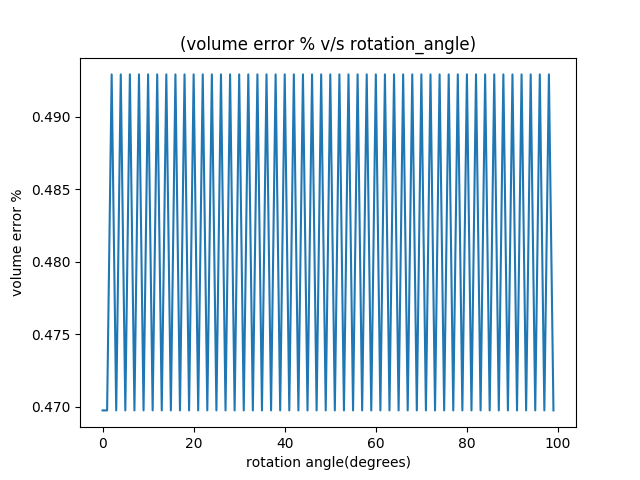 (volume error % v/s rotation_angle)
0.490
0.485
0.480
0.475
0.470
volume error %
0 20 40 60 80 100
rotation angle(degrees)